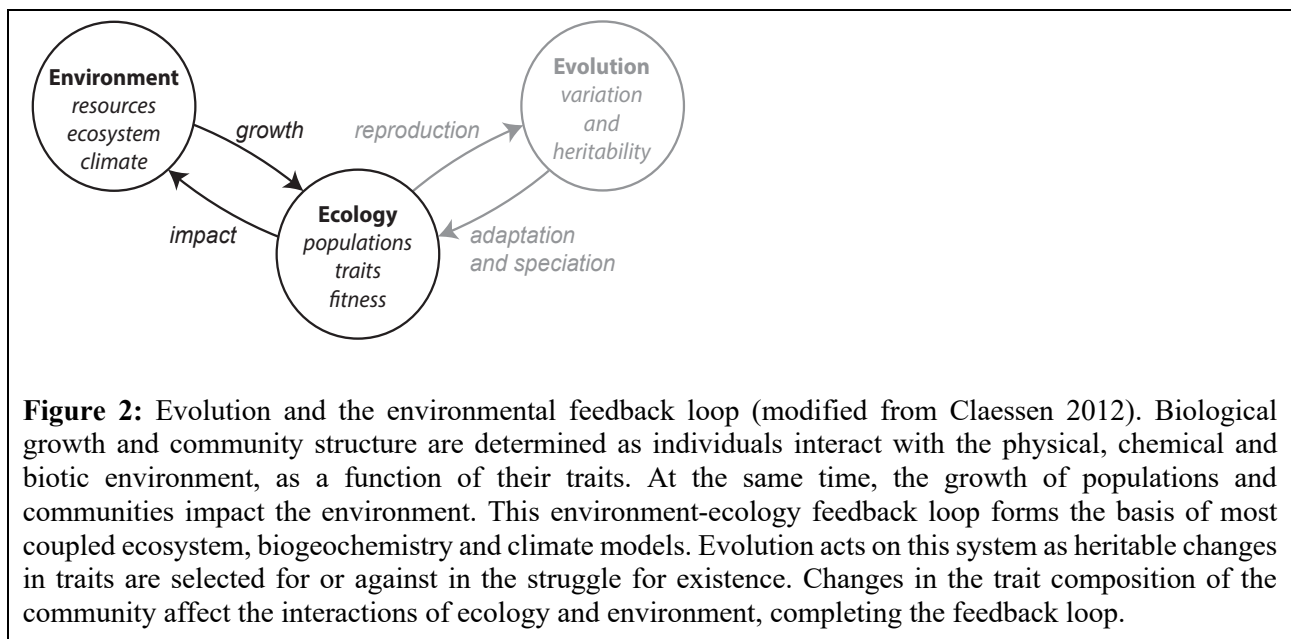 Environment
resources
ecosystem
climate
growth
impact
Ecology
populations
traits
fitness
reproduction
adaptation
and speciation
Evolution
variation
and
heritability
Figure 2: Evolution and the environmental feedback loop (modified from Claessen 2012). Biological
growth and community structure are determined as individuals interact with the physical, chemical and
biotic environment, as a function of their traits. At the same time, the growth of populations and
communities impact the environment. This environment-ecology feedback loop forms the basis of most
coupled ecosystem, biogeochemistry and climate models. Evolution acts on this system as heritable changes
in traits are selected for or against in the struggle for existence. Changes in the trait composition of the
community affect the interactions of ecology and environment, completing the feedback loop.